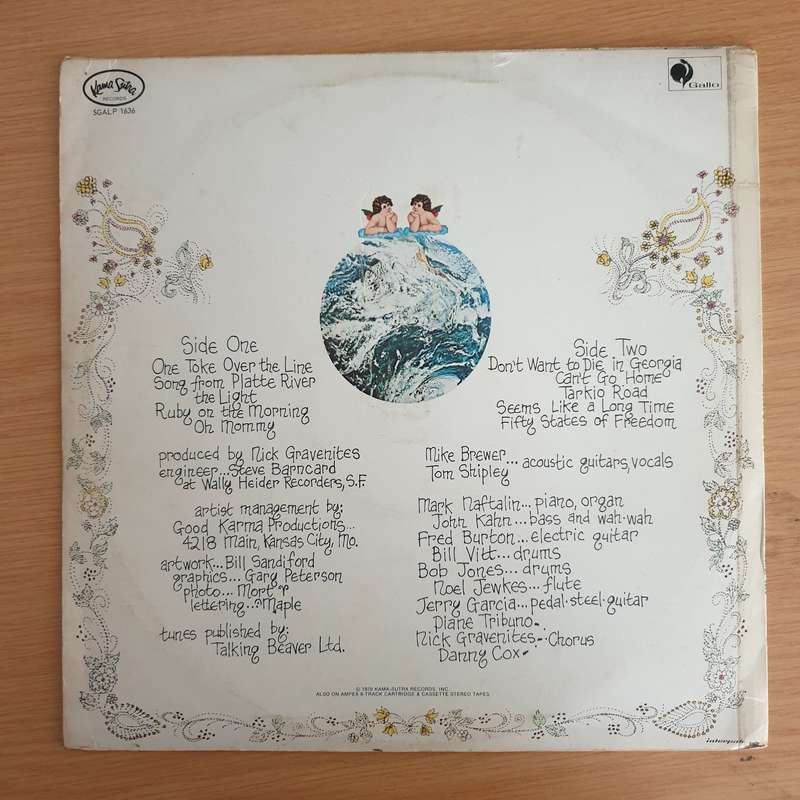 Kama Sutra
RECORDS
SGALP 1636
Gallo
Side One
One Toke Over the Line
Song from Platte River
the Light
Ruby on the Morning
Oh Mommy
Side Two
Don't Want to Die in Georgia
Can't Go Home
Tarkio Road
Seems Like a Long Time
Fifty States of Freedom
produced by Nick Gravenites
engineer...Steve Barncard
at Wally Heider Recorders, S.F.
artist management by:
Good Karma Productions...
4218 Main, Kansas City, Mo.
artwork...Bill Sandiford
graphics...Gary Peterson
photo...Mort
lettering...?Maple
tunes published by:
Talking Beaver Ltd.
Mike Brewer
Tom Shipley ...acoustic guitars, vocals
Mark Naftalin...piano, organ
John Kahn...bass and wah-wah
Fred Burton...electric guitar
Bill Vitt...drums
Bob Jones...drums
Noel Jewkes...flute
Jerry Garcia...pedal-steel-guitar
Diane Tribuno
Nick Gravenites Chorus
Danny Cox
© 1970 KAMA-SUTRA RECORDS, INC.
ALSO ON AMPEX 8-TRACK CARTRIDGE & CASSETTE STEREO TAPES
interpak